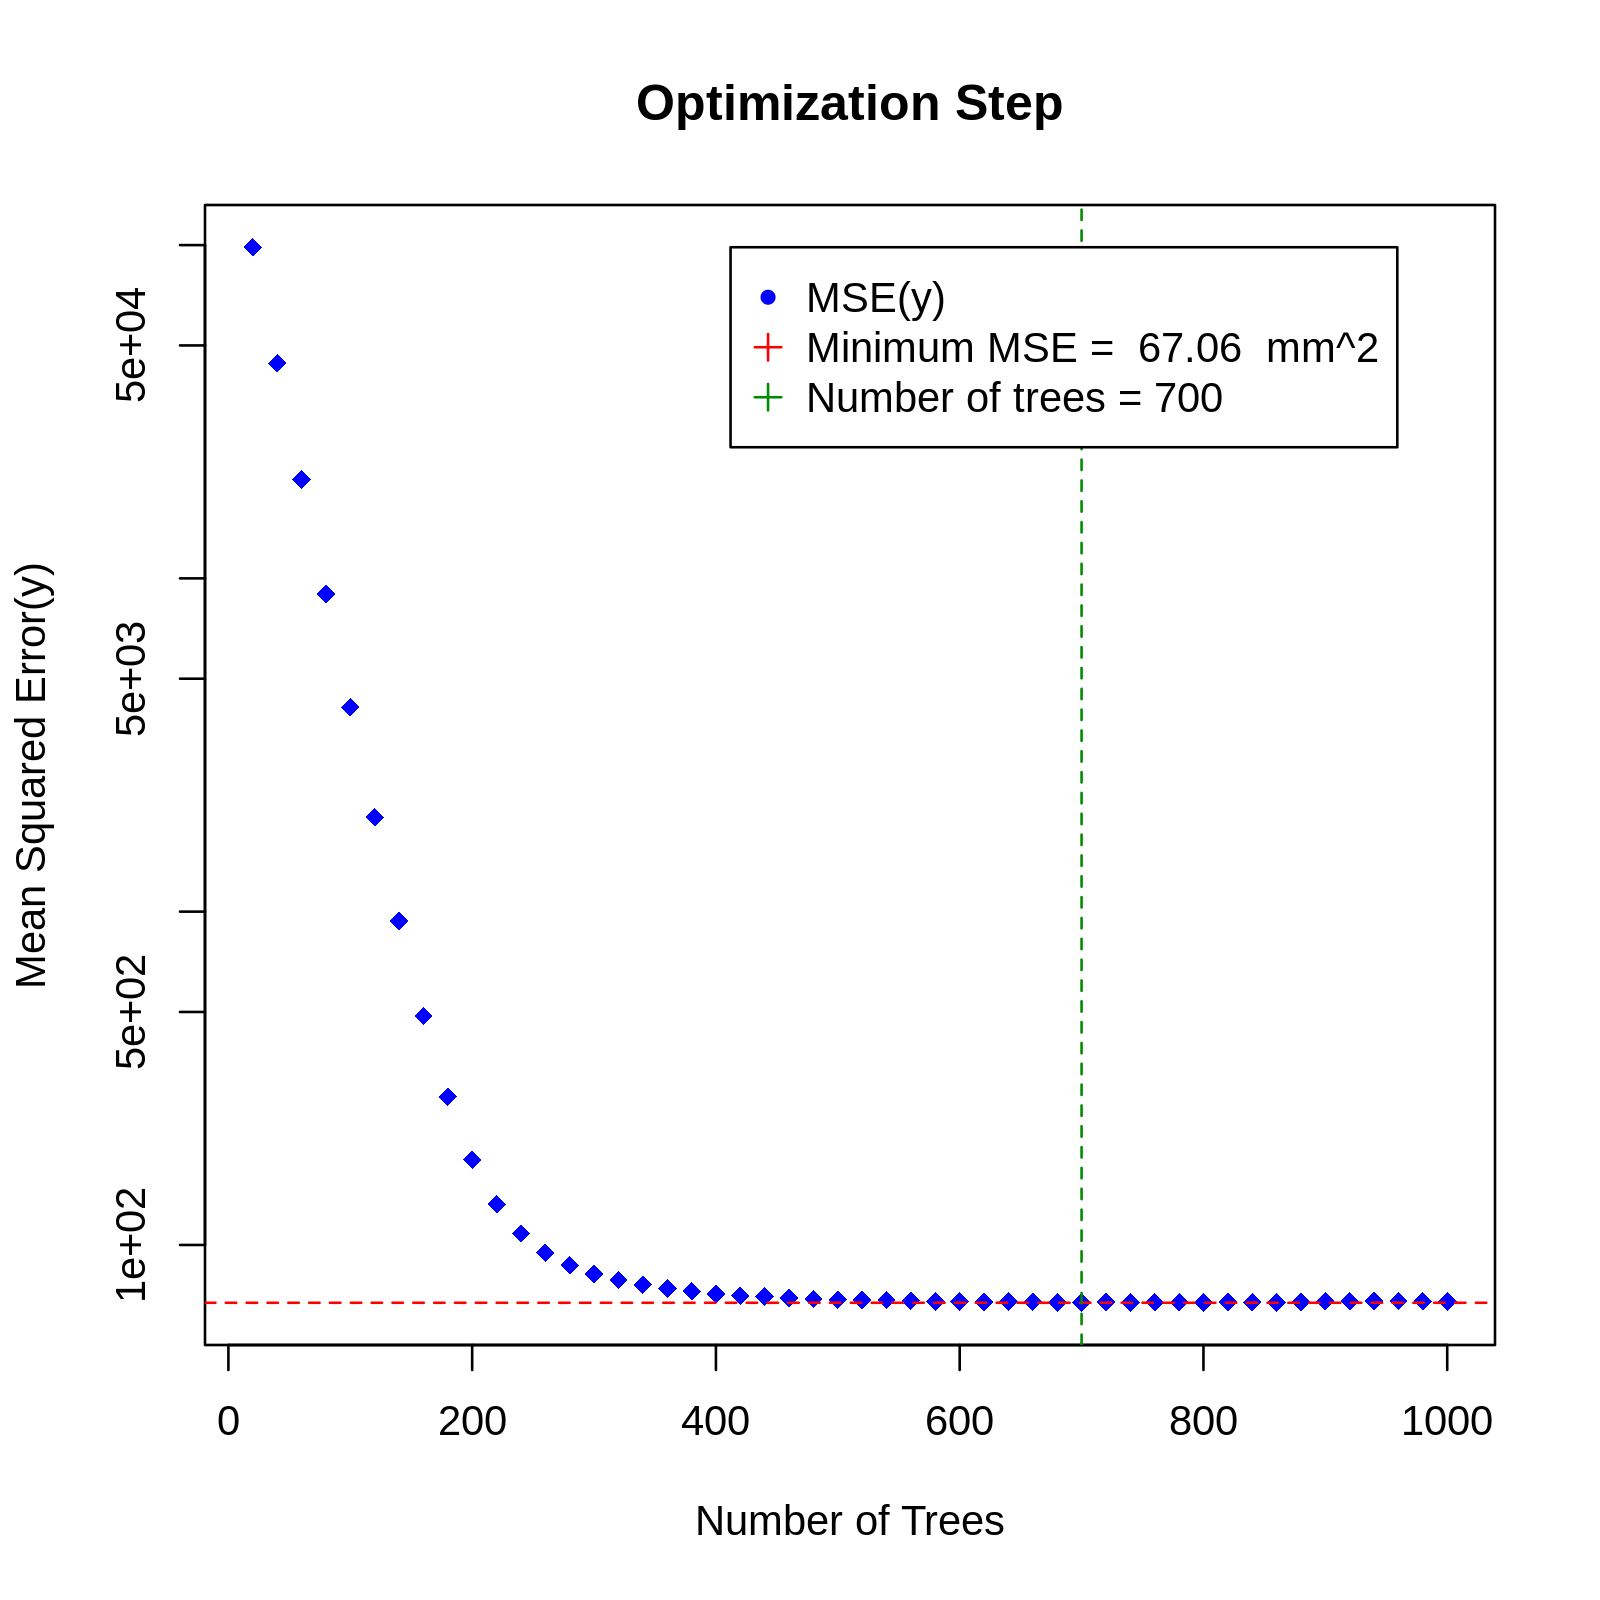 Optimization Step
MSE(y)
Minimum MSE =  67.06  mm^2
Number of trees = 700
Mean Squared Error(y)
5e+04
5e+03
5e+02
1e+02
0 200 400 600 800 1000
Number of Trees